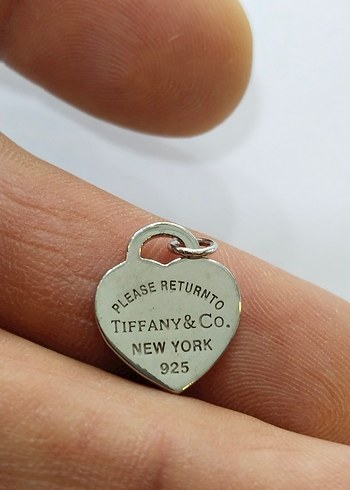 PLEASE RETURNTO
TIFFANY & CO.
NEW YORK
925